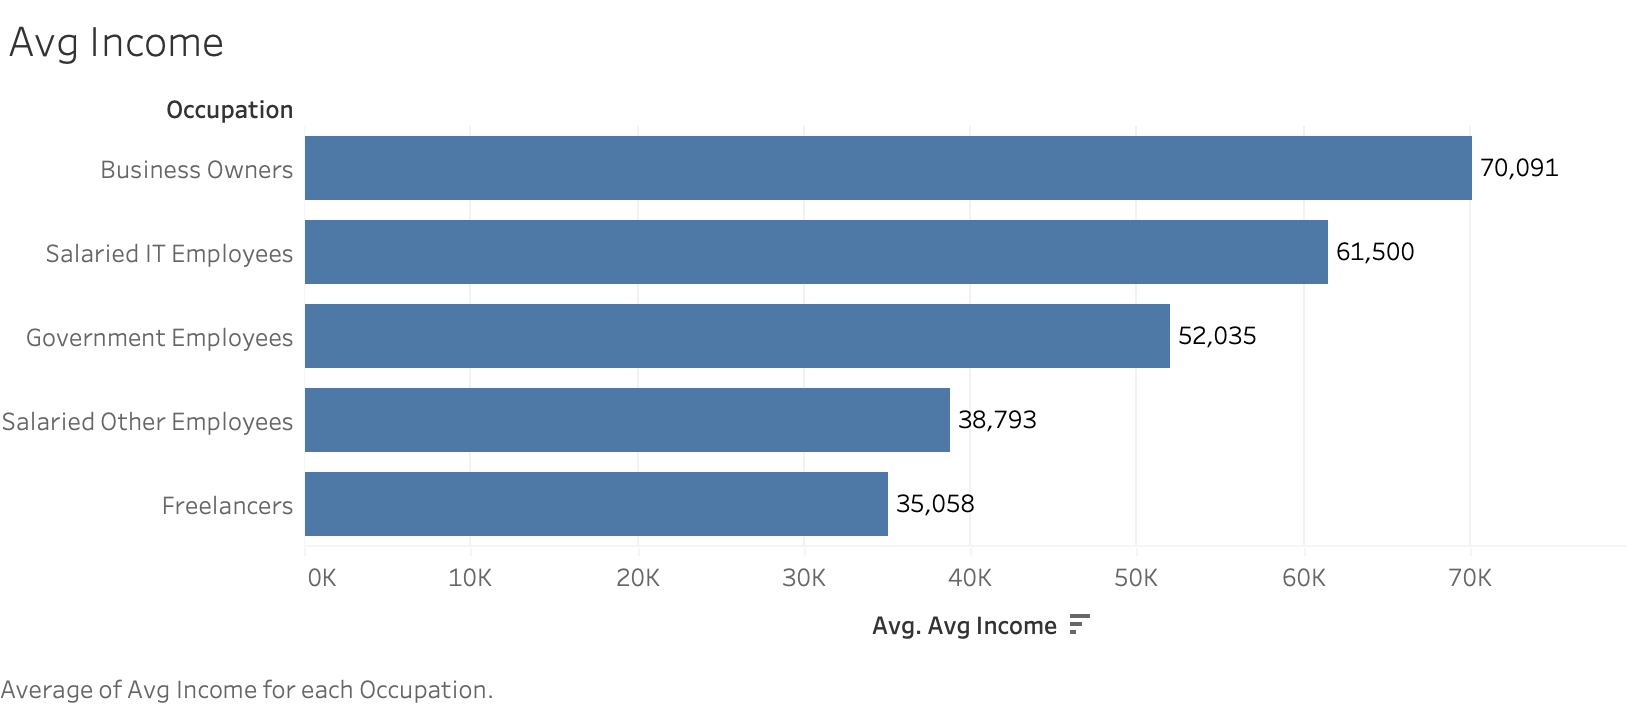 Avg Income
Occupation
Business Owners 70,091
Salaried IT Employees 61,500
Government Employees 52,035
Salaried Other Employees 38,793
Freelancers 35,058
0K 10K 20K 30K 40K 50K 60K 70K
Avg. Avg Income
Average of Avg Income for each Occupation.